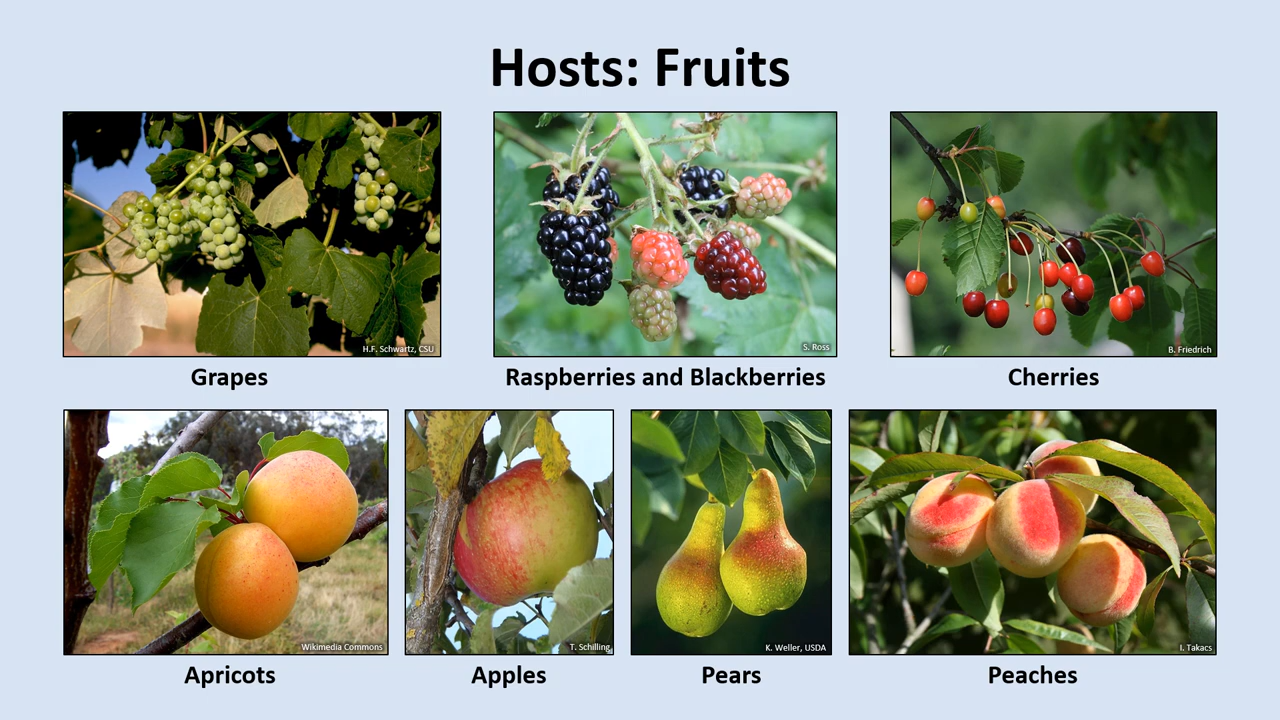 Hosts: Fruits
H.F. Schwartz, CSU
S. Ross
B. Friedrich
Grapes
Raspberries and Blackberries
Cherries
Wikimedia Commons
T. Schilling
K. Weller, USDA
I. Takacs
Apricots
Apples
Pears
Peaches